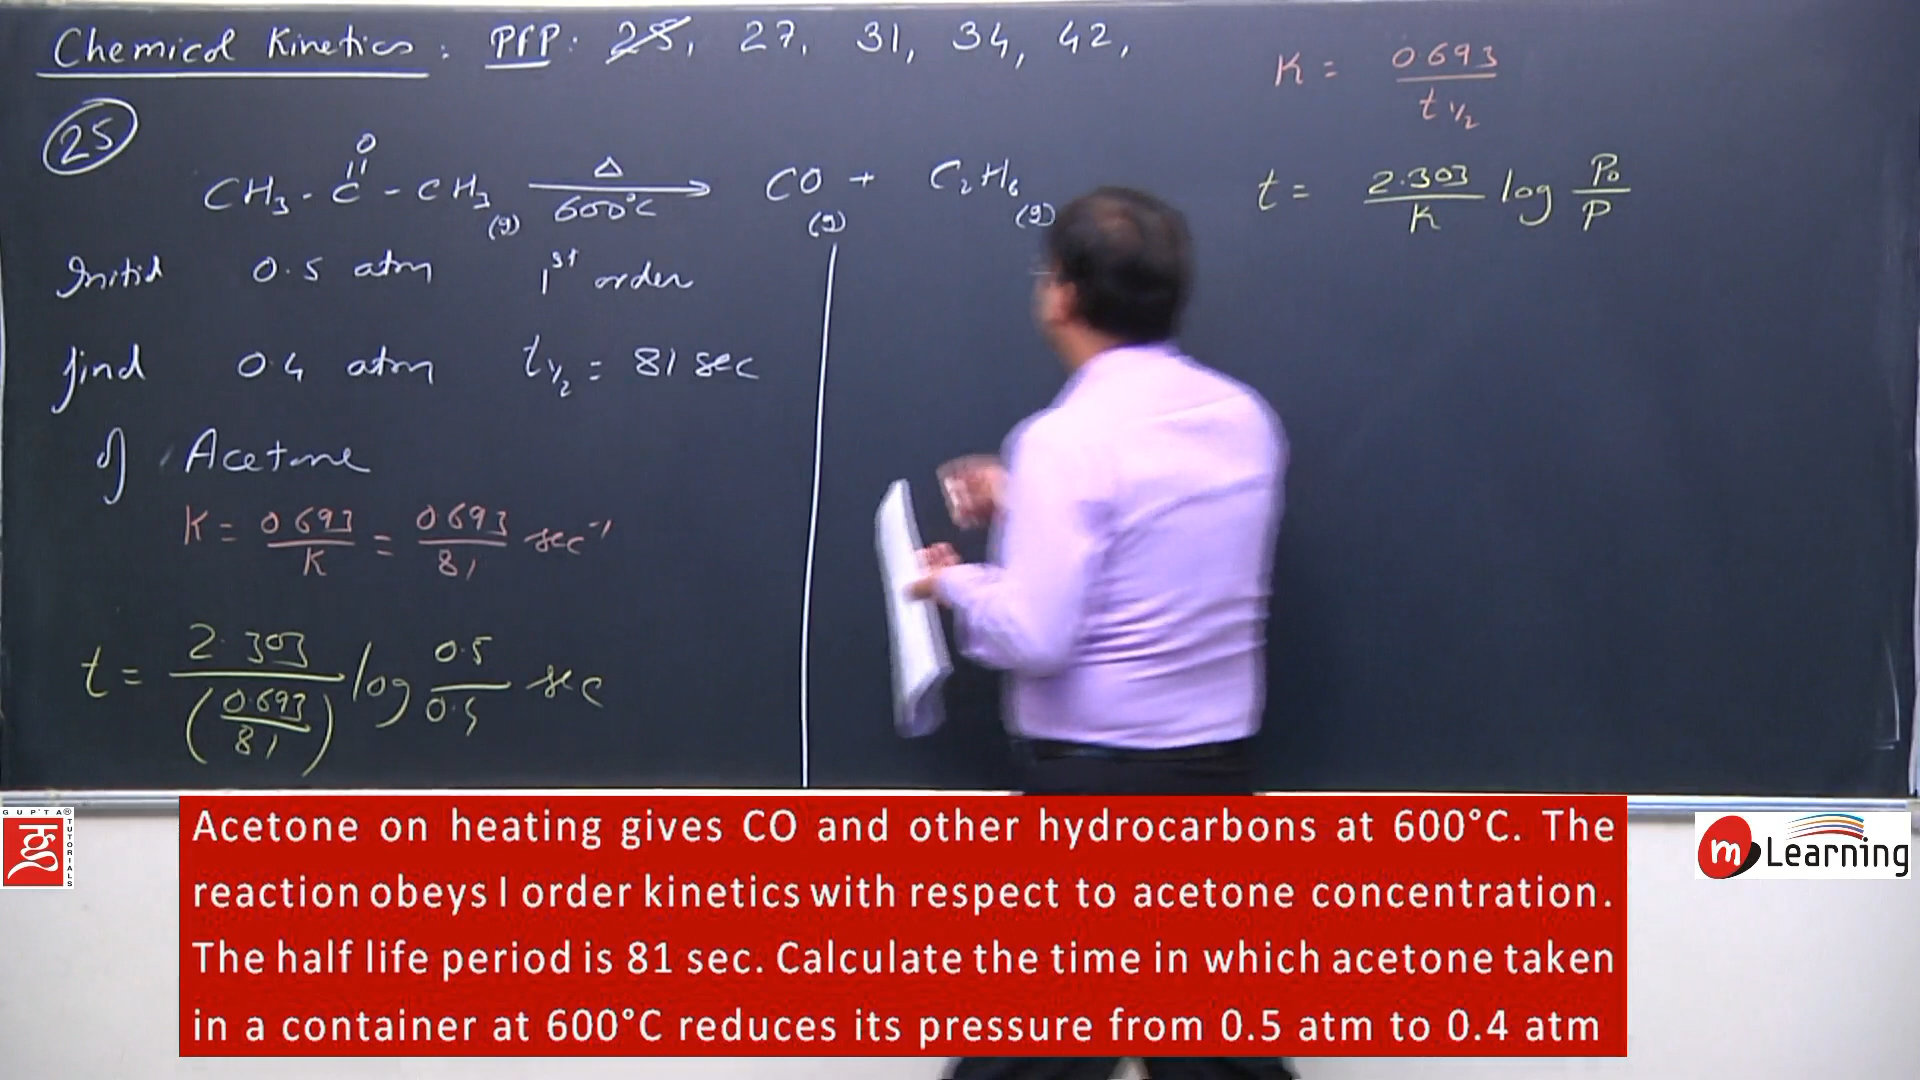 Chemical Kinetics : PfP : 25, 27, 31, 34, 42,
25
O
CH3 - C - CH3 (g) Δ 600°C CO (g) + C2H6 (g)
Initial 0.5 atm 1st order
find 0.4 atm t½ = 81 sec
1) Acetone
K = 0.693 / K = 0.693 / 81 sec⁻¹
t = 2.303 / (0.693 / 81) log 0.5 / 0.5 sec
K = 0.693 / t½
t = 2.303 / K log P₀ / P
GUPTA® TUTORIALS
Acetone on heating gives CO and other hydrocarbons at 600°C. The
reaction obeys I order kinetics with respect to acetone concentration.
The half life period is 81 sec. Calculate the time in which acetone taken
in a container at 600°C reduces its pressure from 0.5 atm to 0.4 atm
m Learning